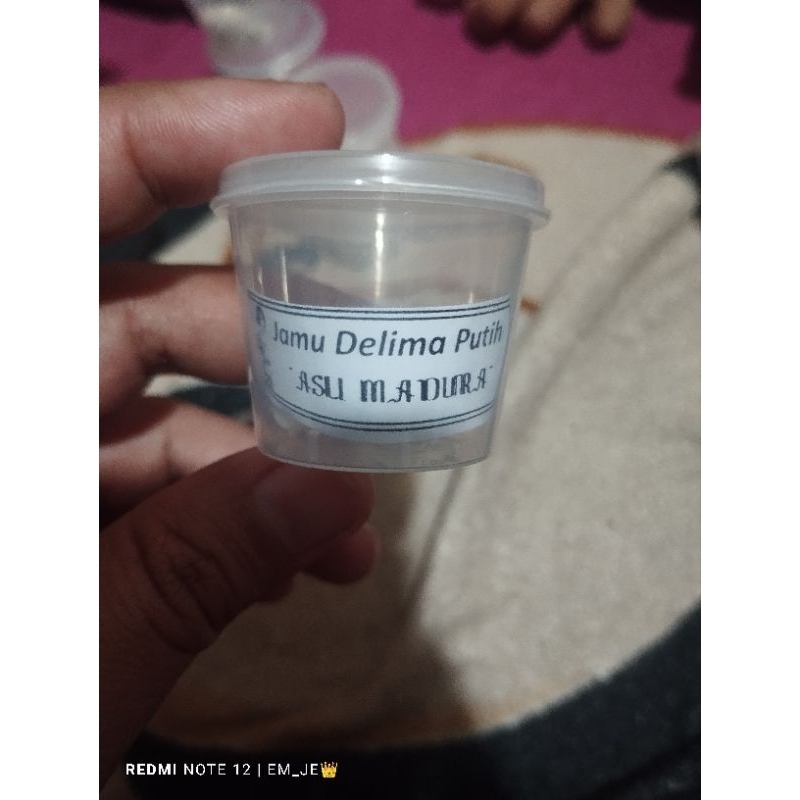 Jamu Delima Putih
"ASLI MADURA"
REDMI NOTE 12 | EM_JE👑